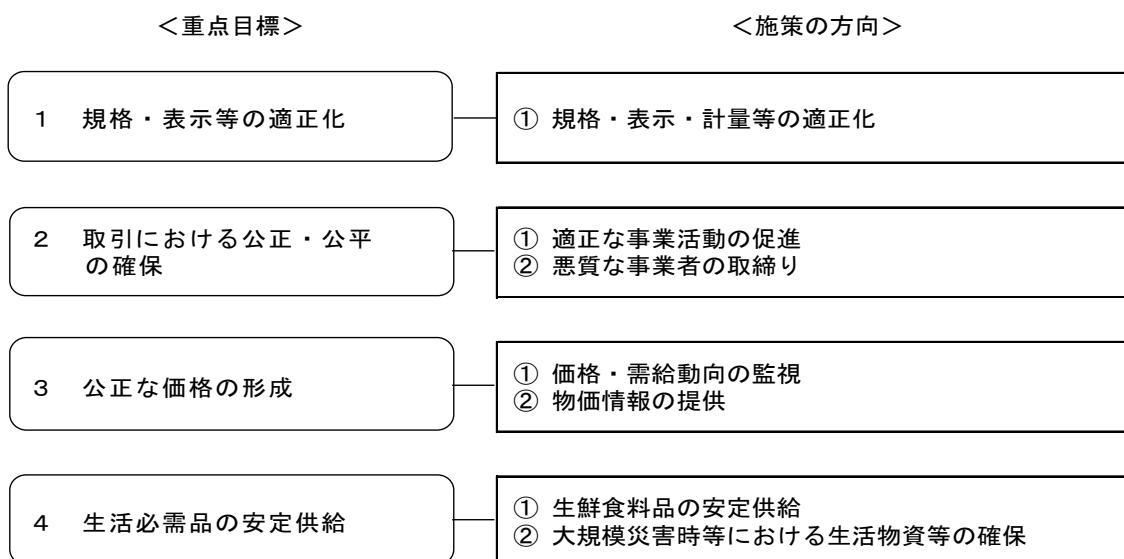 ＜重点目標＞ ＜施策の方向＞
１ 規格・表示等の適正化
① 規格・表示・計量等の適正化
２ 取引における公正・公平
の確保
① 適正な事業活動の促進
② 悪質な事業者の取締り
３ 公正な価格の形成
① 価格・需給動向の監視
② 物価情報の提供
４ 生活必需品の安定供給
① 生鮮食料品の安定供給
② 大規模災害時等における生活物資等の確保